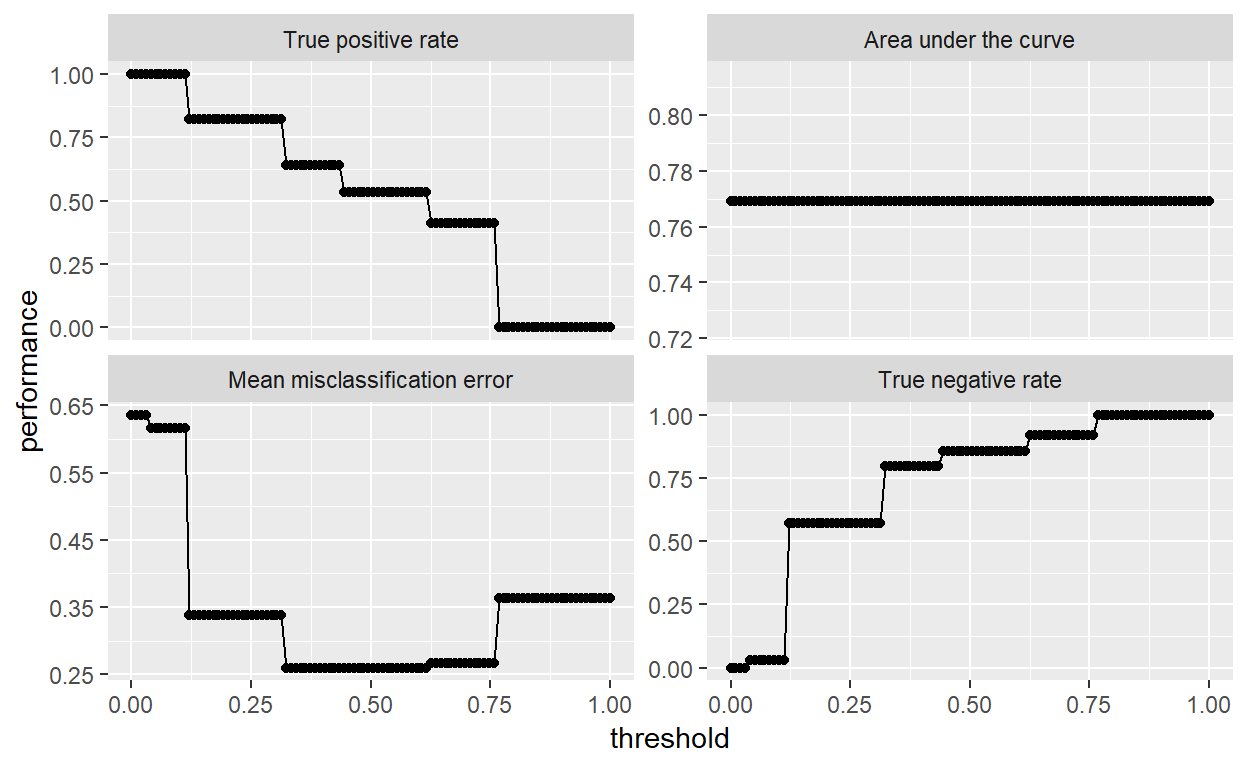 True positive rate
Area under the curve
1.00
0.75
0.50
0.25
0.00
0.80
0.78
0.76
0.74
0.72
performance
Mean misclassification error
True negative rate
0.65
0.55
0.45
0.35
0.25
1.00
0.75
0.50
0.25
0.00
0.00 0.25 0.50 0.75 1.00
0.00 0.25 0.50 0.75 1.00
threshold